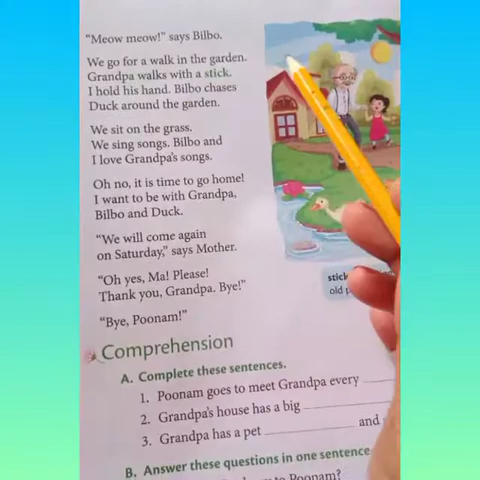 "Meow meow!" says Bilbo.
We go for a walk in the garden.
Grandpa walks with a stick.
I hold his hand. Bilbo chases
Duck around the garden.
We sit on the grass.
We sing songs. Bilbo and
I love Grandpa's songs.
Oh no, it is time to go home!
I want to be with Grandpa,
Bilbo and Duck.
"We will come again
on Saturday," says Mother.
"Oh yes, Ma! Please!
Thank you, Grandpa. Bye!"
"Bye, Poonam!"
stick
old
Comprehension
A. Complete these sentences.
1. Poonam goes to meet Grandpa every
2. Grandpa's house has a big
3. Grandpa has a pet and
B. Answer these questions in one sentence
to Poonam?